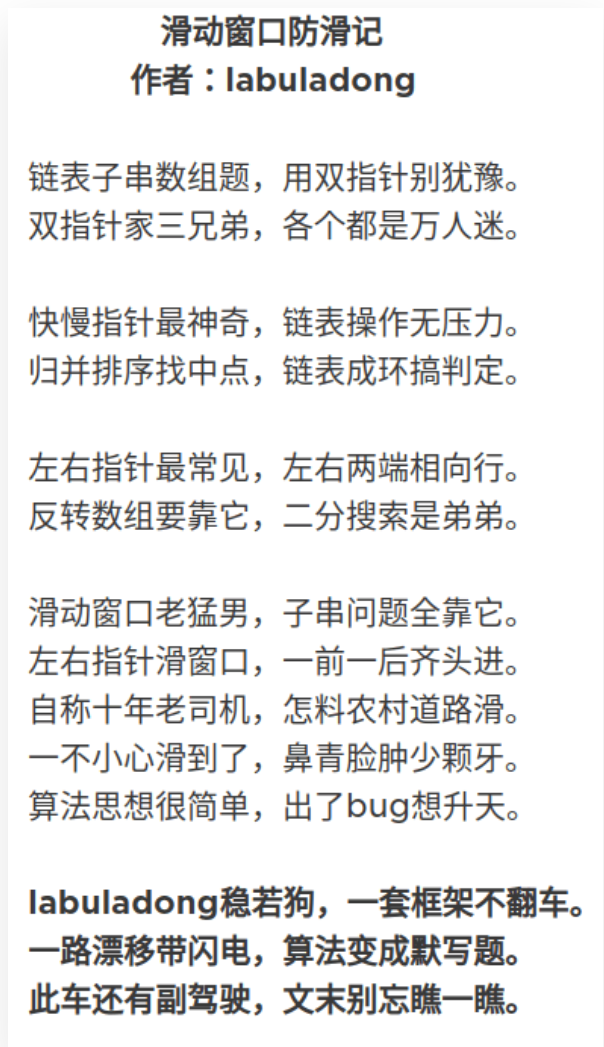 滑动窗口防滑记
作者：labuladong
链表子串数组题，用双指针别犹豫。
双指针家三兄弟，各个都是万人迷。
快慢指针最神奇，链表操作无压力。
归并排序找中点，链表成环搞判定。
左右指针最常见，左右两端相向行。
反转数组要靠它，二分搜索是弟弟。
滑动窗口老猛男，子串问题全靠它。
左右指针滑窗口，一前一后齐头进。
自称十年老司机，怎料农村道路滑。
一不小心滑到了，鼻青脸肿少颗牙。
算法思想很简单，出了bug想升天。
labuladong稳若狗，一套框架不翻车。
一路漂移带闪电，算法变成默写题。
此车还有副驾驶，文末别忘瞧一瞧。